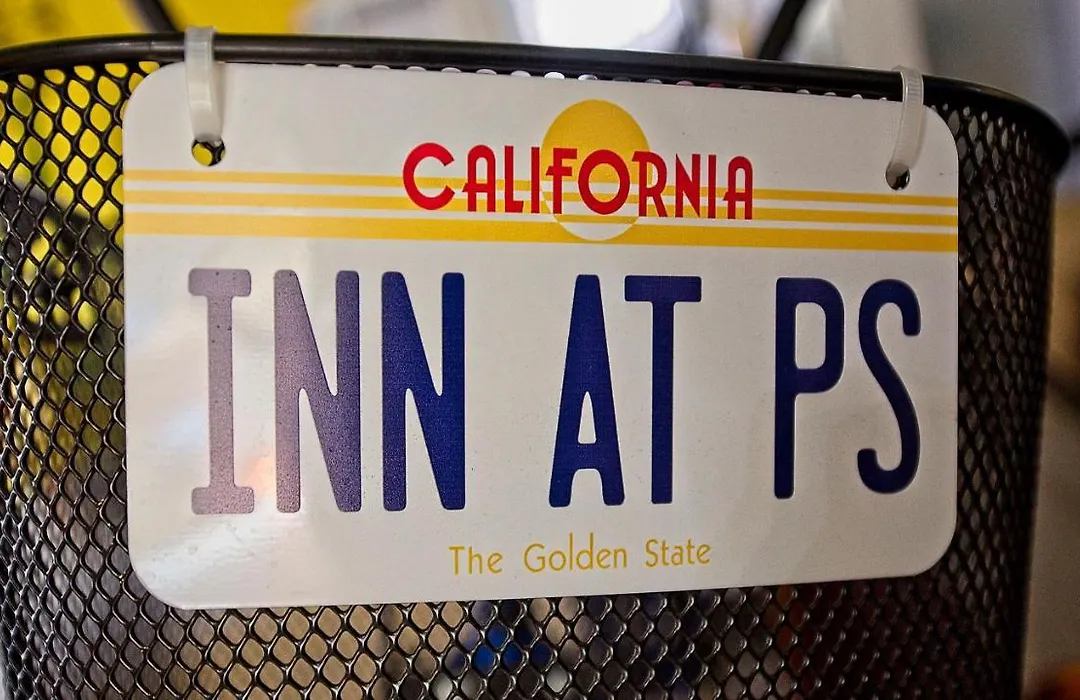 CALIFORNIA
INN AT PS
The Golden State